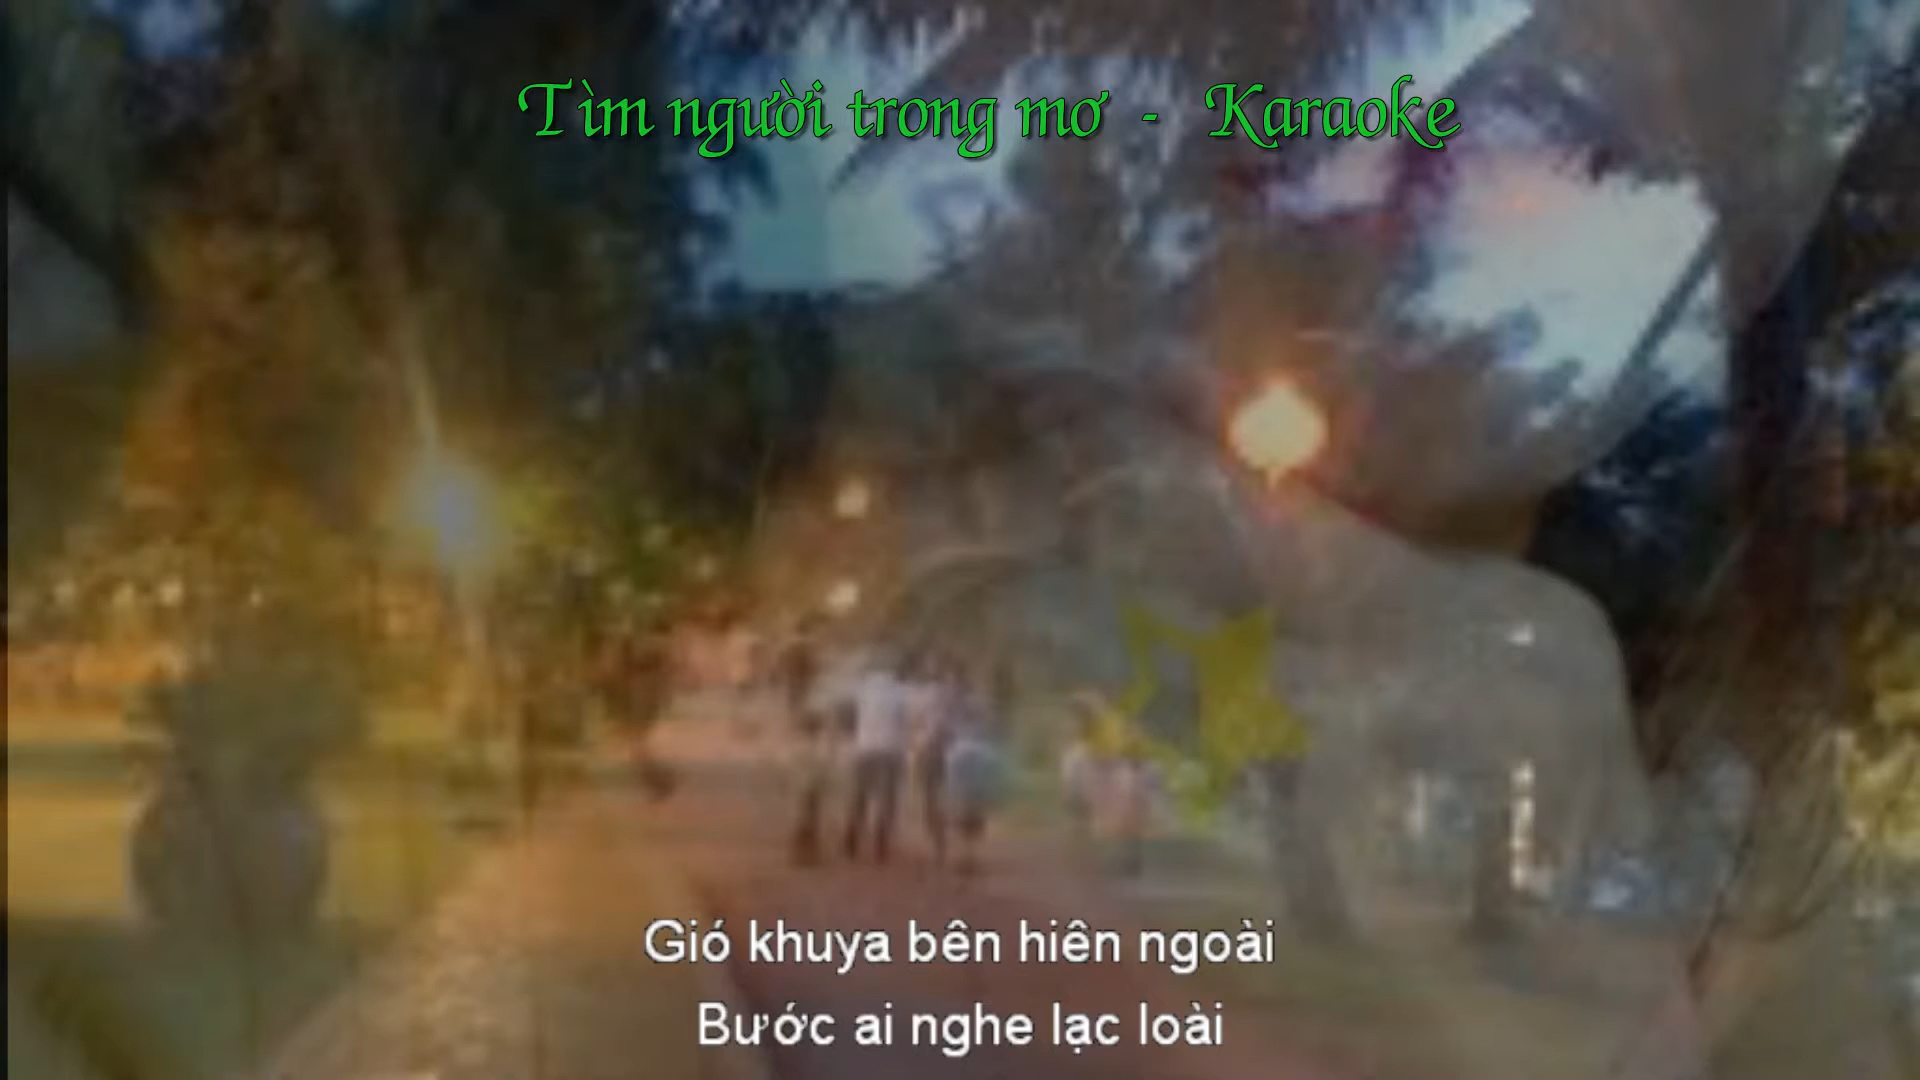 Tìm người trong mơ - Karaoke
Gió khuya bên hiên ngoài
Bước ai nghe lạc loài